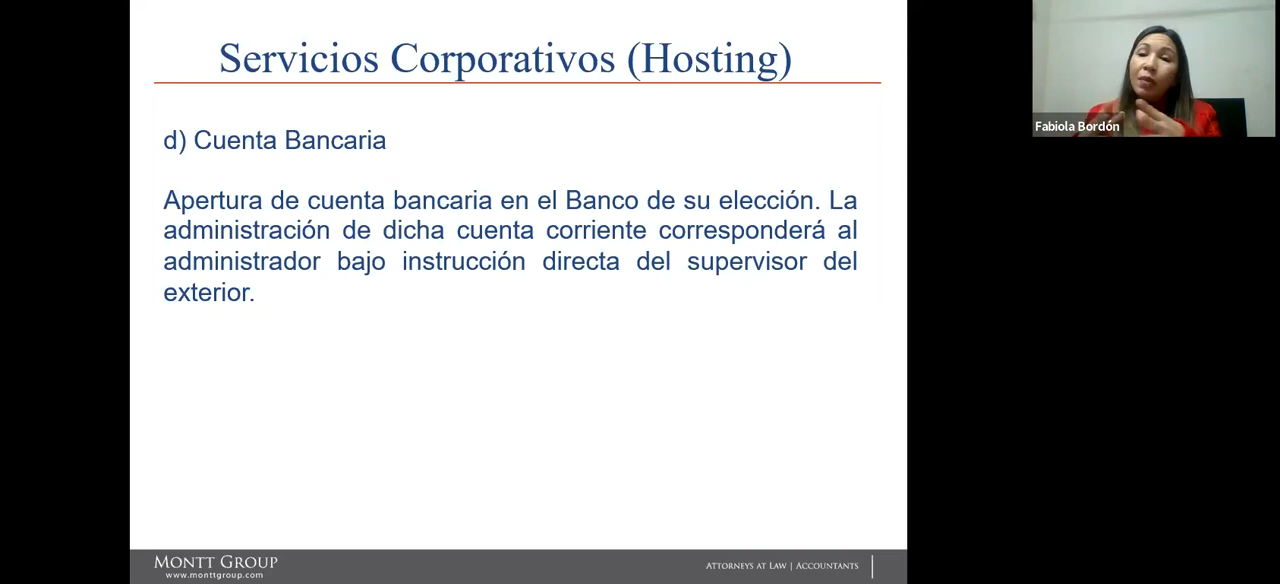 Servicios Corporativos (Hosting)
d) Cuenta Bancaria
Apertura de cuenta bancaria en el Banco de su elección. La
administración de dicha cuenta corriente corresponderá al
administrador bajo instrucción directa del supervisor del
exterior.
Fabiola Bordón
MONTT GROUP
www.monttgroup.com
ATTORNEYS AT LAW | ACCOUNTANTS